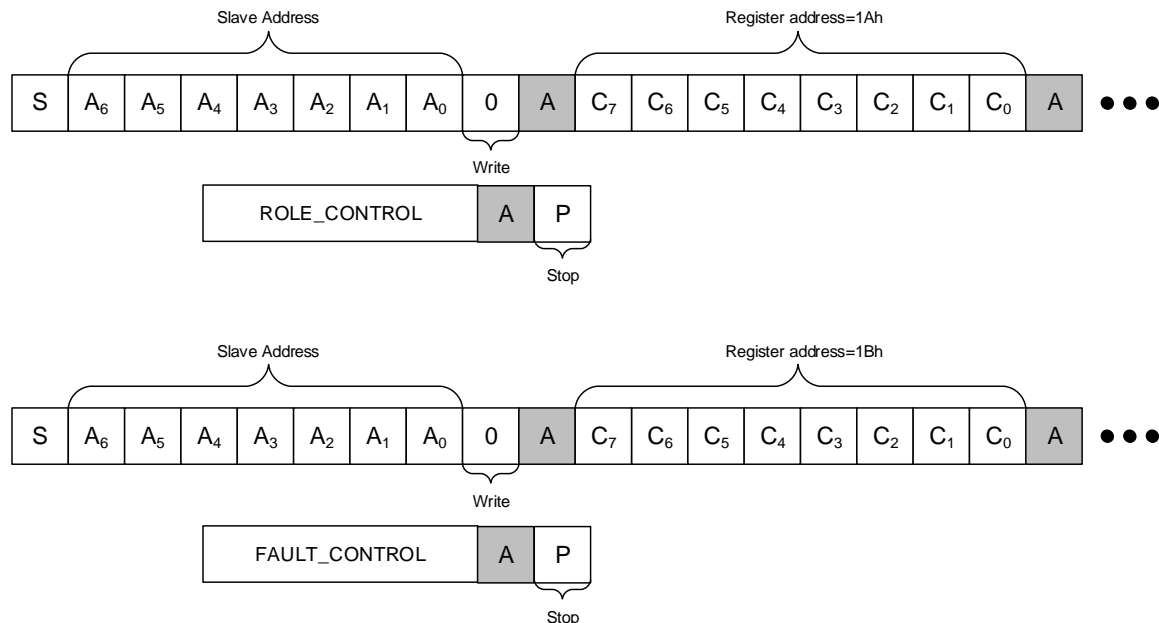 Slave Address Register address=1Ah
S A₆ A₅ A₄ A₃ A₂ A₁ A₀ 0 A C₇ C₆ C₅ C₄ C₃ C₂ C₁ C₀ A ●●●
Write
ROLE_CONTROL A P
Stop
Slave Address Register address=1Bh
S A₆ A₅ A₄ A₃ A₂ A₁ A₀ 0 A C₇ C₆ C₅ C₄ C₃ C₂ C₁ C₀ A ●●●
Write
FAULT_CONTROL A P
Stop